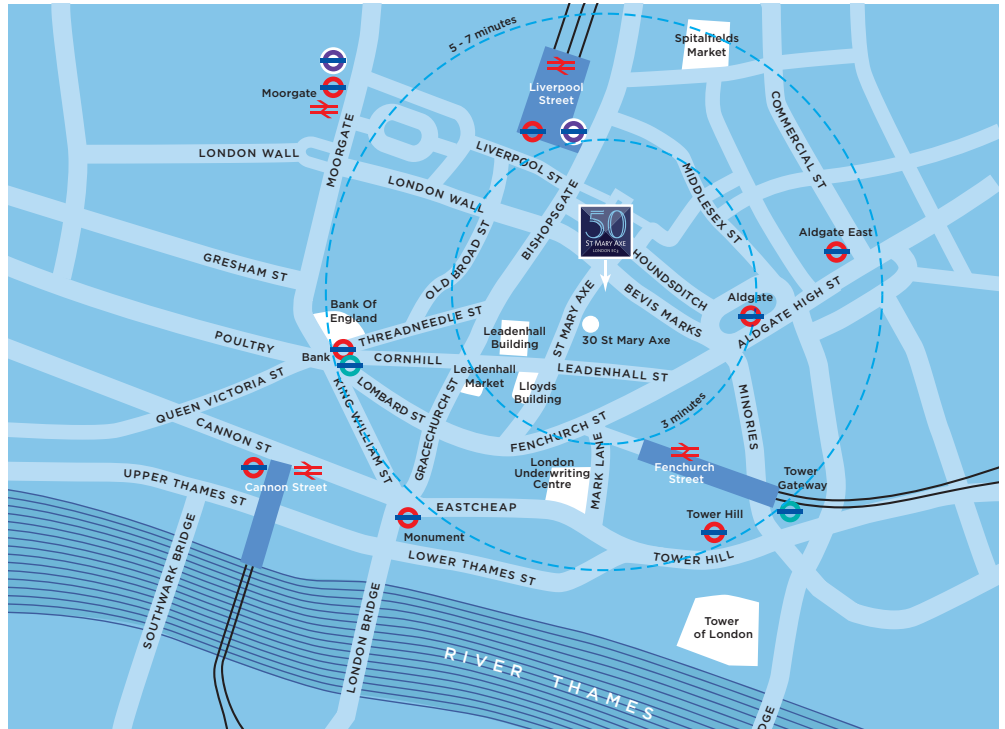 5 - 7 minutes
Spitalfields
Market
Moorgate
Liverpool
Street
LONDON WALL
MOORGATE
LIVERPOOL ST
COMMERCIAL ST
LONDON WALL
MIDDLESEX ST
BISHOPSGATE
50
ST MARY AXE
LONDON EC3
OLD BROAD ST
Aldgate East
GRESHAM ST
HOUNDSDITCH
BEVIS MARKS
Aldgate
ALDGATE HIGH ST
Bank Of
England
THREADNEEDLE ST
ST MARY AXE
30 St Mary Axe
Leadenhall
Building
POULTRY
Bank
CORNHILL
Leadenhall
Market
LEADENHALL ST
Lloyds
Building
QUEEN VICTORIA ST
LOMBARD ST
KING WILLIAM ST
GRACECHURCH ST
FENCHURCH ST
3 minutes
MINORIES
CANNON ST
MARK LANE
London
Underwriting
Centre
Fenchurch
Street
Tower
Gateway
UPPER THAMES ST
Cannon Street
EASTCHEAP
Monument
Tower Hill
LOWER THAMES ST
TOWER HILL
SOUTHWARK BRIDGE
LONDON BRIDGE
Tower
of London
RIVER THAMES
DGE